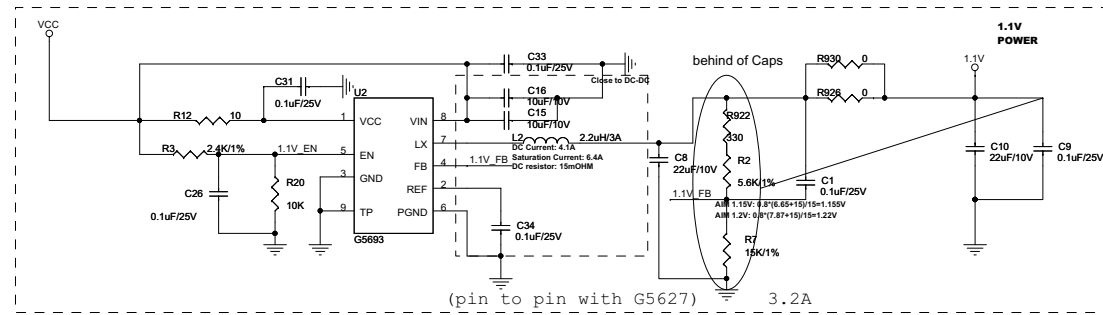 VCC
1.1V
POWER
1.1V
C33
0.1uF/25V
Close to DC-DC
behind of Caps
R930 0
R926 0
C31
0.1uF/25V
U2
C16
10uF/10V
C15
10uF/10V
R12 10
1 VCC VIN 8
R922
330
L2 2.2uH/3A
DC Current: 4.1A
Saturation Current: 6.4A
DC resistor: 15mOHM
LX 7
R3 2.4K/1% 1.1V_EN 5 EN
FB 4 1.1V_FB
C8
22uF/10V
R2
5.6K/1%
C10
22uF/10V
C9
0.1uF/25V
C1
0.1uF/25V
3 GND REF 2
R20
10K
C26
0.1uF/25V
1.1V_FB
AIM 1.15V: 0.8*(6.65+15)/15=1.155V
AIM 1.2V: 0.8*(7.87+15)/15=1.22V
9 TP PGND 6
G5693
C34
0.1uF/25V
R7
15K/1%
(pin to pin with G5627) 3.2A